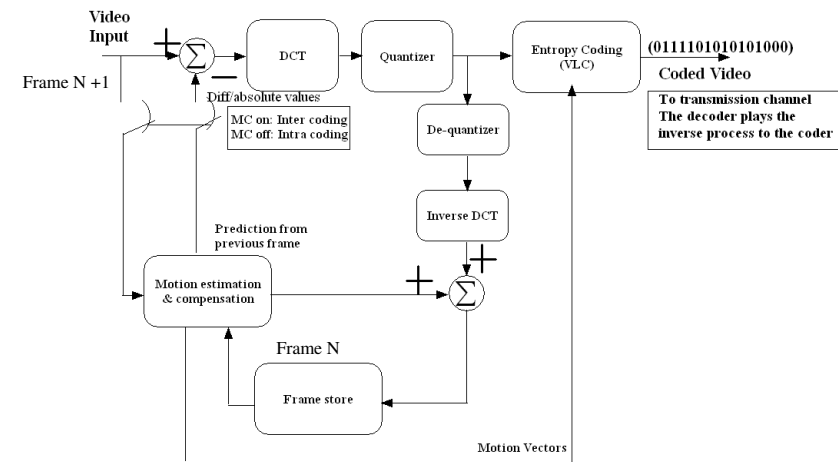 Video
Input
Frame N +1
+
Σ
−
DCT
Quantizer
Entropy Coding
(VLC)
(0111101010101000)
Coded Video
To transmission channel
The decoder plays the
inverse process to the coder
Diff/absolute values
MC on: Inter coding
MC off: Intra coding
De-quantizer
Inverse DCT
Prediction from
previous frame
Motion estimation
& compensation
+
+
Σ
Frame N
Frame store
Motion Vectors